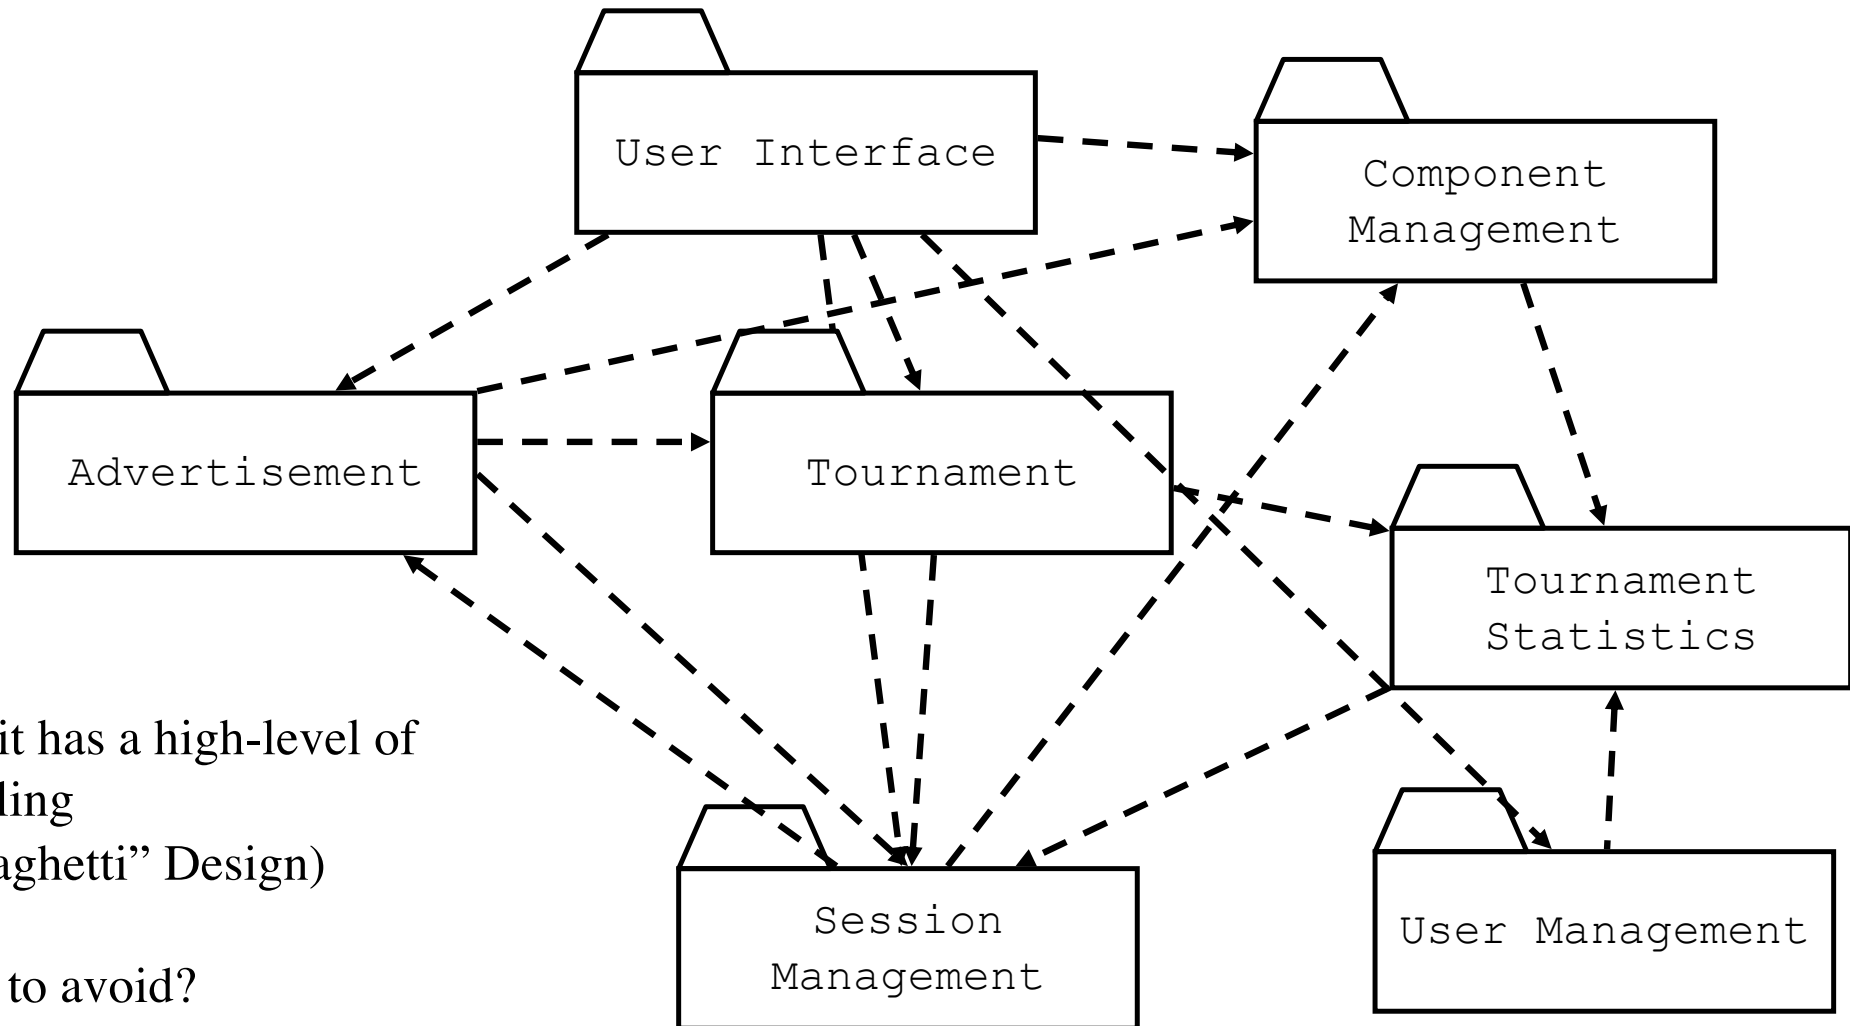 User Interface
Component
Management
Advertisement
Tournament
Tournament
Statistics
it has a high-level of
ling
aghetti” Design)
to avoid?
Session
Management
User Management